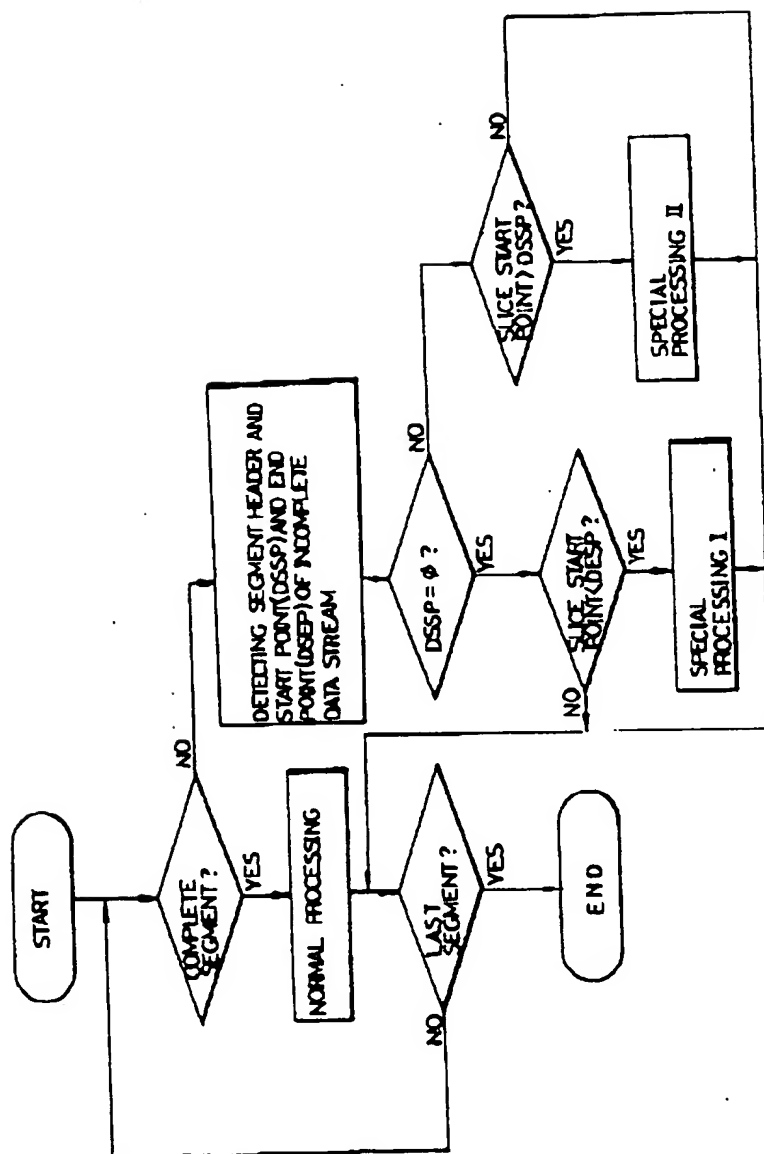 START
COMPLETE
SEGMENT?
NO
YES
NORMAL PROCESSING
LAST
SEGMENT?
NO
YES
END
DETECTING SEGMENT HEADER AND
START POINT(DSSP) AND END
POINT(DSEP) OF INCOMPLETE
DATA STREAM
DSSP=φ?
NO
YES
SLICE START
POINT⟨DESP?
NO
YES
SPECIAL
PROCESSING I
SLICE START
POINT⟩DSSP?
NO
YES
SPECIAL
PROCESSING II